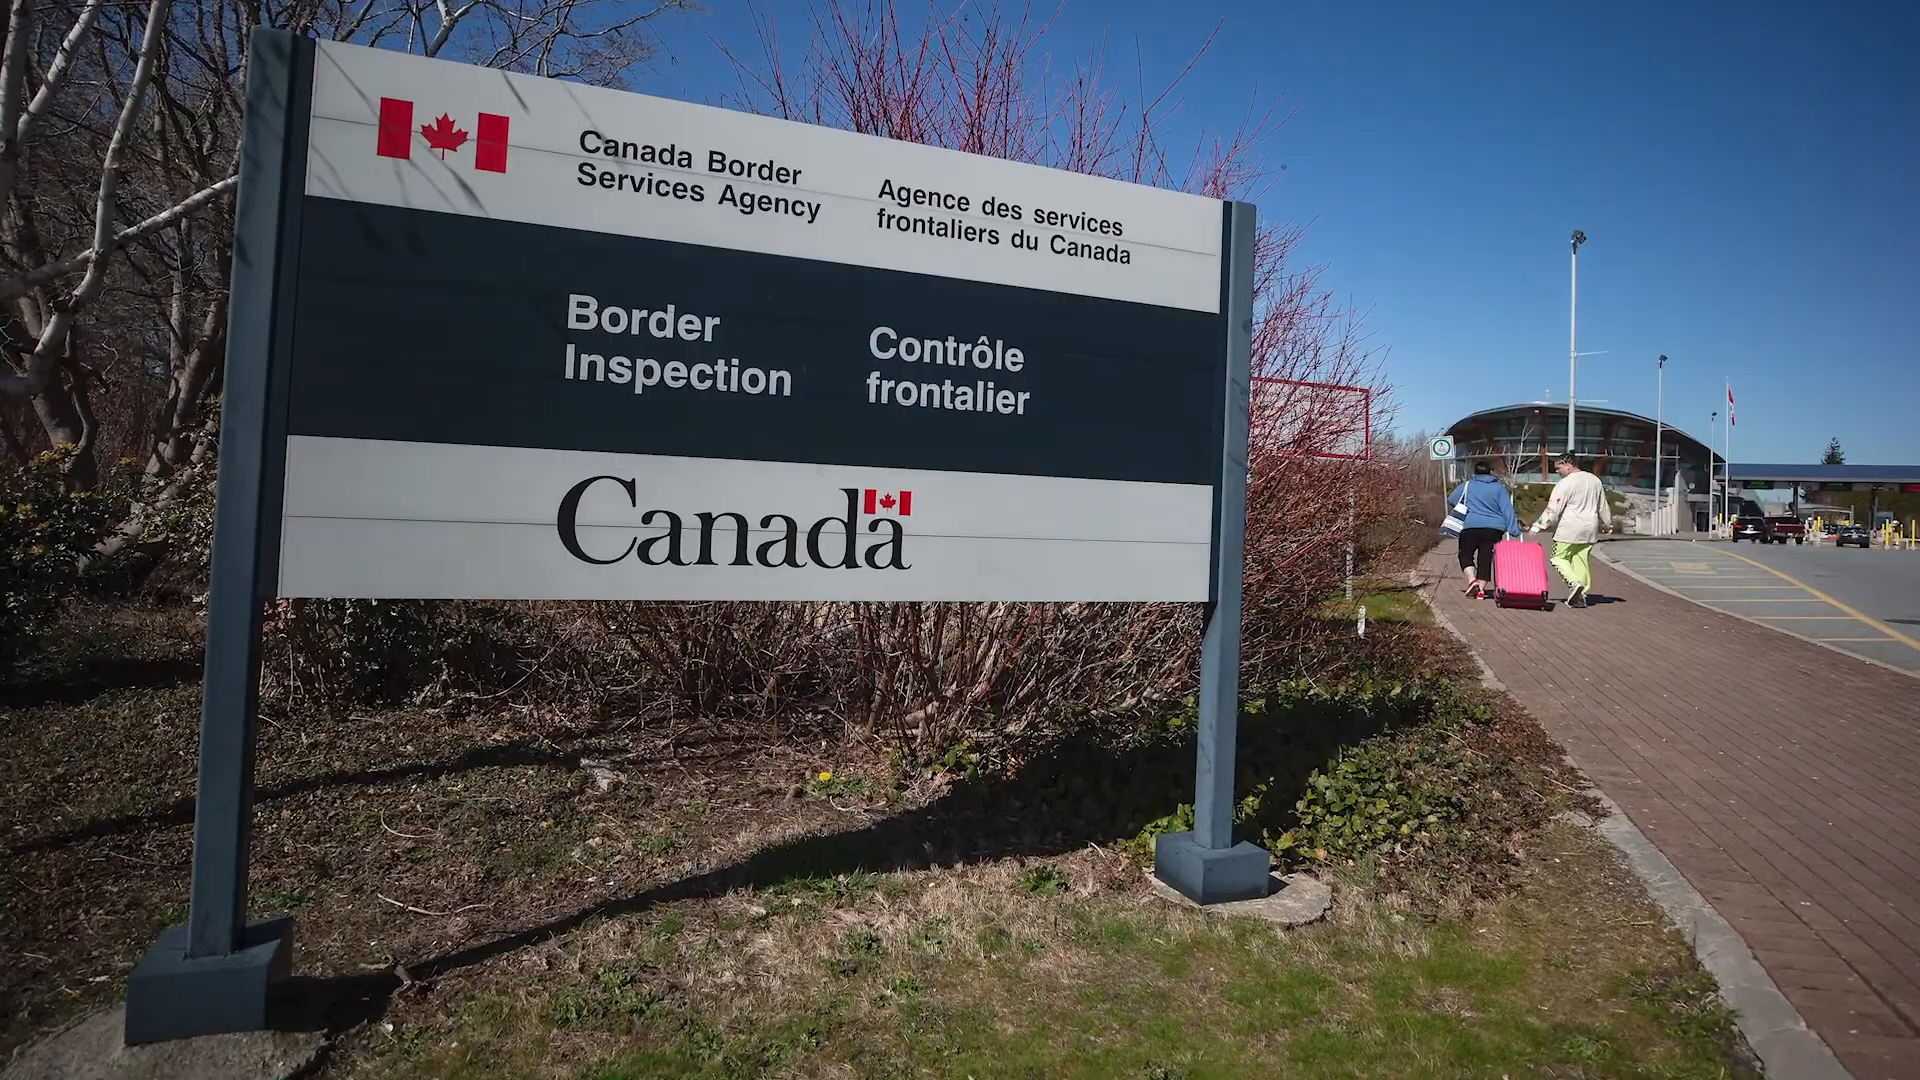 Canada Border
Services Agency
Agence des services
frontaliers du Canada
Border
Inspection
Contrôle
frontalier
Canada